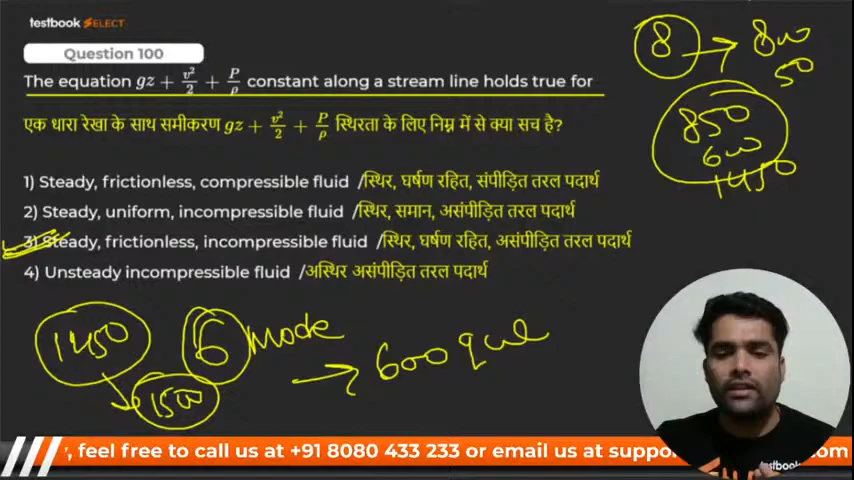 testbook SELECT
Question 100
The equation gz + v²/2 + P/ρ constant along a stream line holds true for
एक धारा रेखा के साथ समीकरण gz + v²/2 + P/ρ स्थिरता के लिए निम्न में से क्या सच है?
1) Steady, frictionless, compressible fluid /स्थिर, घर्षण रहित, संपीड़ित तरल पदार्थ
2) Steady, uniform, incompressible fluid /स्थिर, समान, असंपीड़ित तरल पदार्थ
3) Steady, frictionless, incompressible fluid /स्थिर, घर्षण रहित, असंपीड़ित तरल पदार्थ
4) Unsteady incompressible fluid /अस्थिर असंपीड़ित तरल पदार्थ
8 → 800
50
850
600
1450
1450 6 Mode → 600 que
1500
, feel free to call us at +91 8080 433 233 or email us at suppo
om
testbook